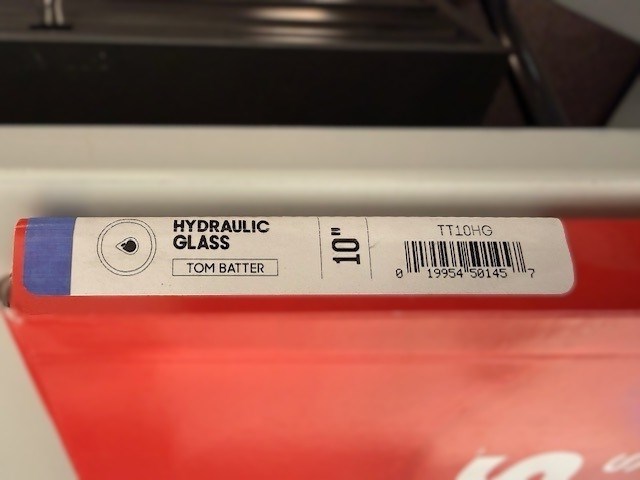 HYDRAULIC
GLASS
TOM BATTER
10"
TT10HG
0 19954 50145 7